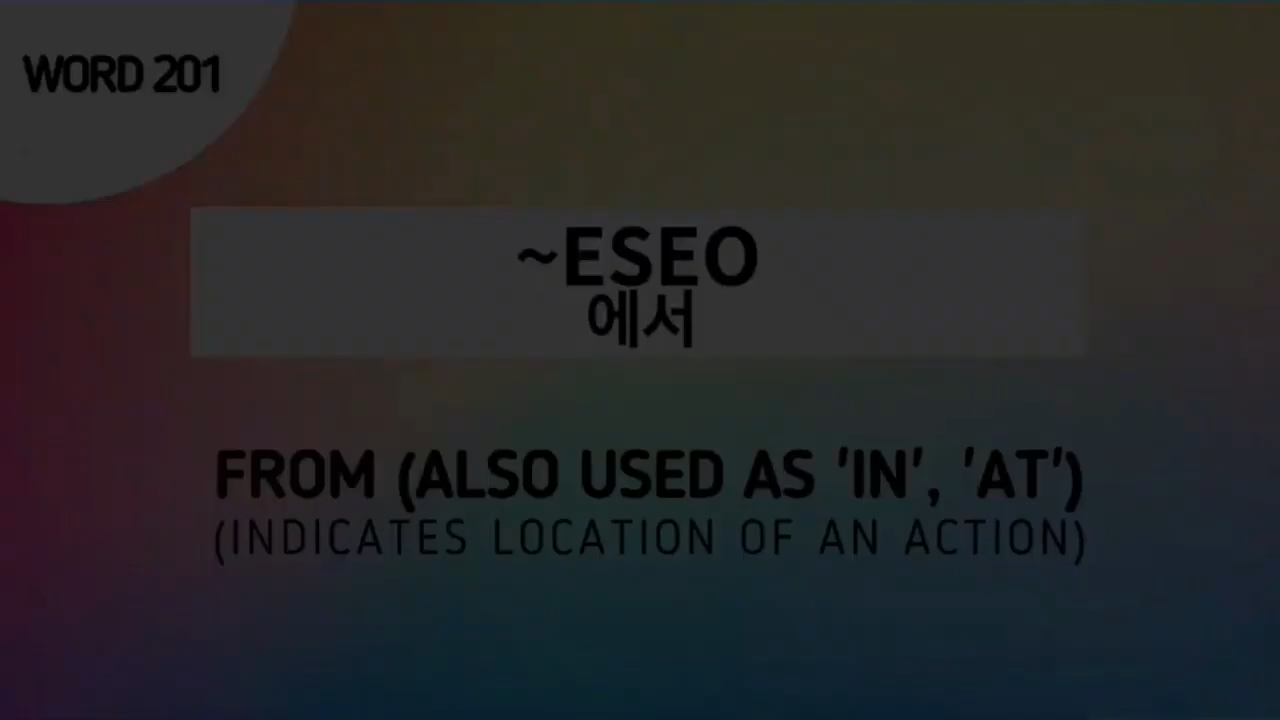 WORD 201
~ESEO
에서
FROM (ALSO USED AS 'IN', 'AT')
(INDICATES LOCATION OF AN ACTION)